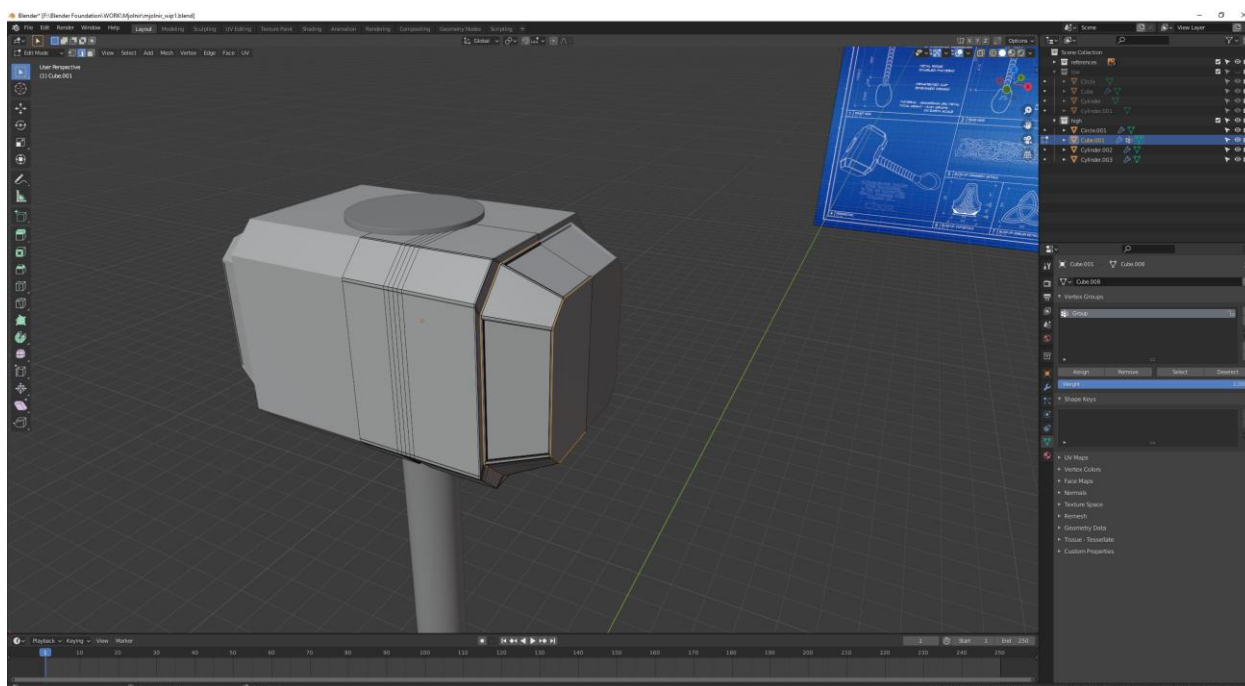 Blender* [F:\Blender Foundation\WORK\Mjolnir\mjolnir_wip1.blend]
File Edit Render Window Help Layout Modeling Sculpting UV Editing Texture Paint Shading Animation Rendering Compositing Geometry Nodes Scripting + Scene View Layer
Global X Y Z Options
Edit Mode View Select Add Mesh Vertex Edge Face UV
User Perspective
(1) Cube.001
Scene Collection
references
low
Circle
Cube
Cylinder
Cylinder.001
high
Circle.001
Cube.001
Cylinder.002
Cylinder.003
Cube.001 Cube.008
Cube.008
Vertex Groups
Group
Assign Remove Select Deselect
Weight
Shape Keys
UV Maps
Vertex Colors
Face Maps
Normals
Texture Space
Remesh
Geometry Data
Tissue - Tessellate
Custom Properties
Playback Keying View Marker 1 Start 1 End 250
1 10 20 30 40 50 60 70 80 90 100 110 120 130 140 150 160 170 180 190 200 210 220 230 240 250